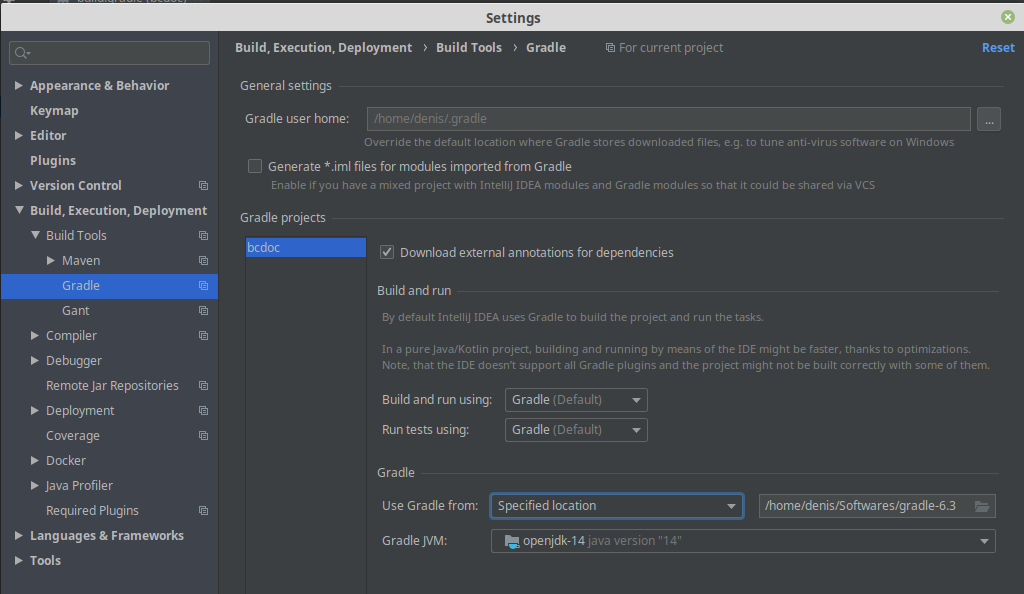 Settings
Build, Execution, Deployment › Build Tools › Gradle
For current project
Reset
Appearance & Behavior
Keymap
Editor
Plugins
Version Control
Build, Execution, Deployment
Build Tools
Maven
Gradle
Gant
Compiler
Debugger
Remote Jar Repositories
Deployment
Coverage
Docker
Java Profiler
Required Plugins
Languages & Frameworks
Tools
General settings
Gradle user home:
/home/denis/.gradle
...
Override the default location where Gradle stores downloaded files, e.g. to tune anti-virus software on Windows
Generate *.iml files for modules imported from Gradle
Enable if you have a mixed project with IntelliJ IDEA modules and Gradle modules so that it could be shared via VCS
Gradle projects
bcdoc
Download external annotations for dependencies
Build and run
By default IntelliJ IDEA uses Gradle to build the project and run the tasks.
In a pure Java/Kotlin project, building and running by means of the IDE might be faster, thanks to optimizations.
Note, that the IDE doesn't support all Gradle plugins and the project might not be built correctly with some of them.
Build and run using: Gradle (Default)
Run tests using: Gradle (Default)
Gradle
Use Gradle from: Specified location /home/denis/Softwares/gradle-6.3
Gradle JVM: openjdk-14 java version "14"